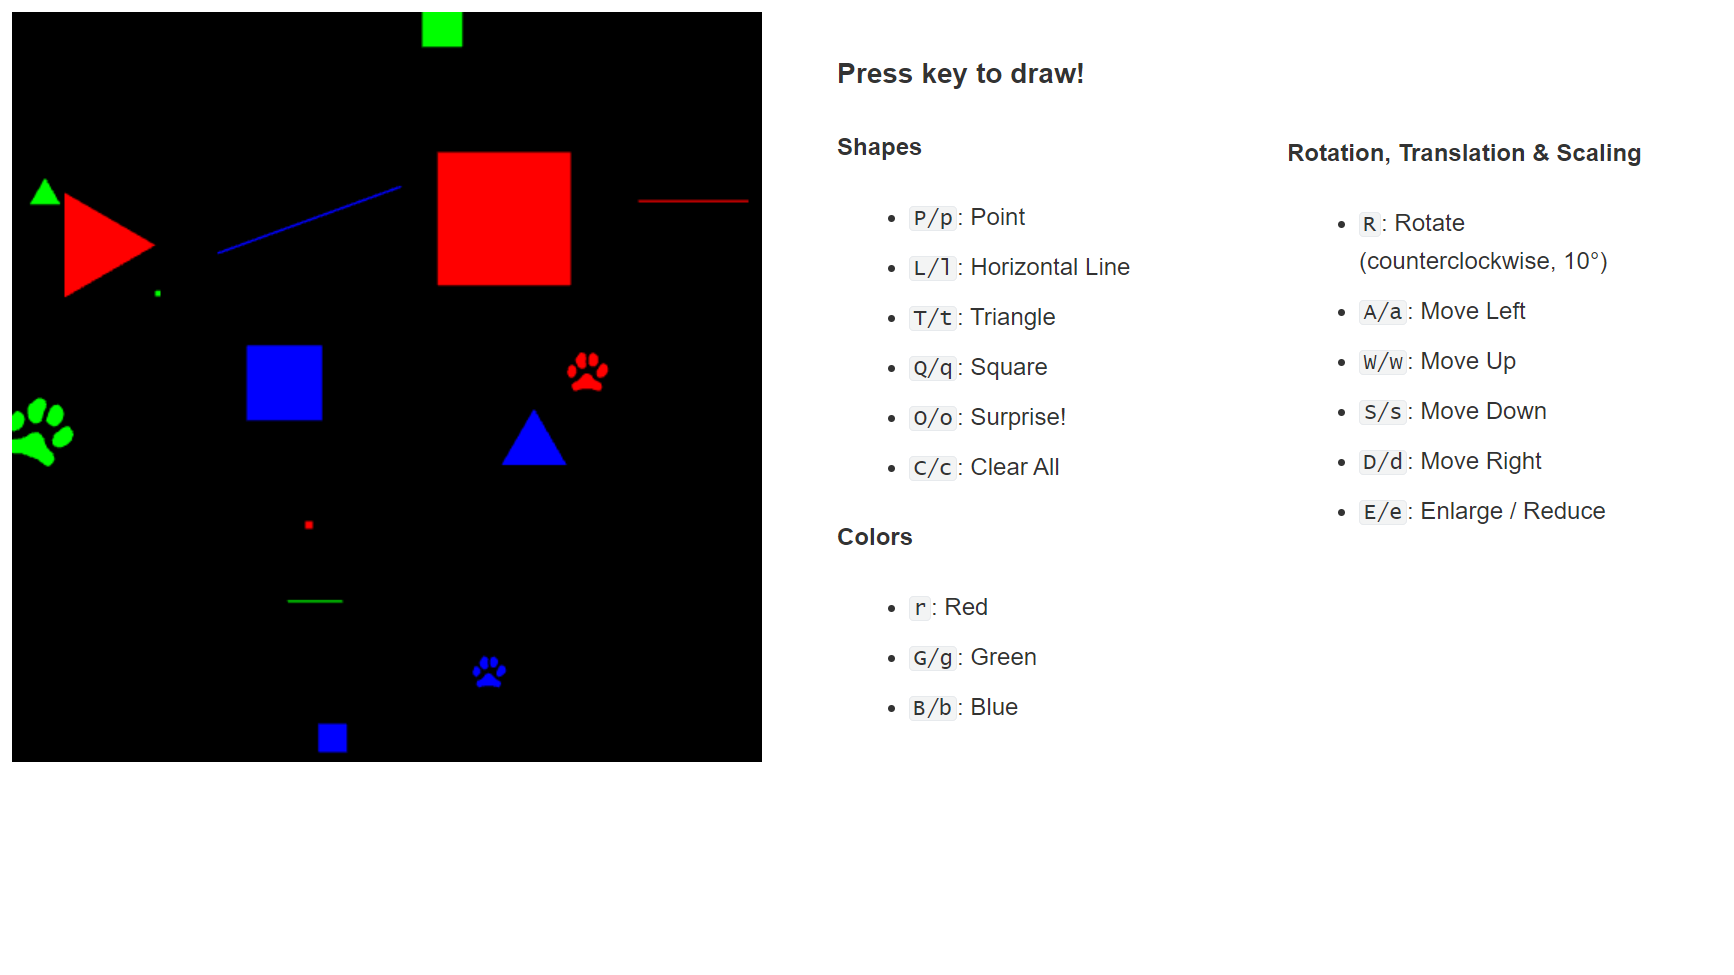 Press key to draw!
Shapes
P/p: Point
L/l: Horizontal Line
T/t: Triangle
Q/q: Square
O/o: Surprise!
C/c: Clear All
Colors
r: Red
G/g: Green
B/b: Blue
Rotation, Translation & Scaling
R: Rotate
(counterclockwise, 10°)
A/a: Move Left
W/w: Move Up
S/s: Move Down
D/d: Move Right
E/e: Enlarge / Reduce